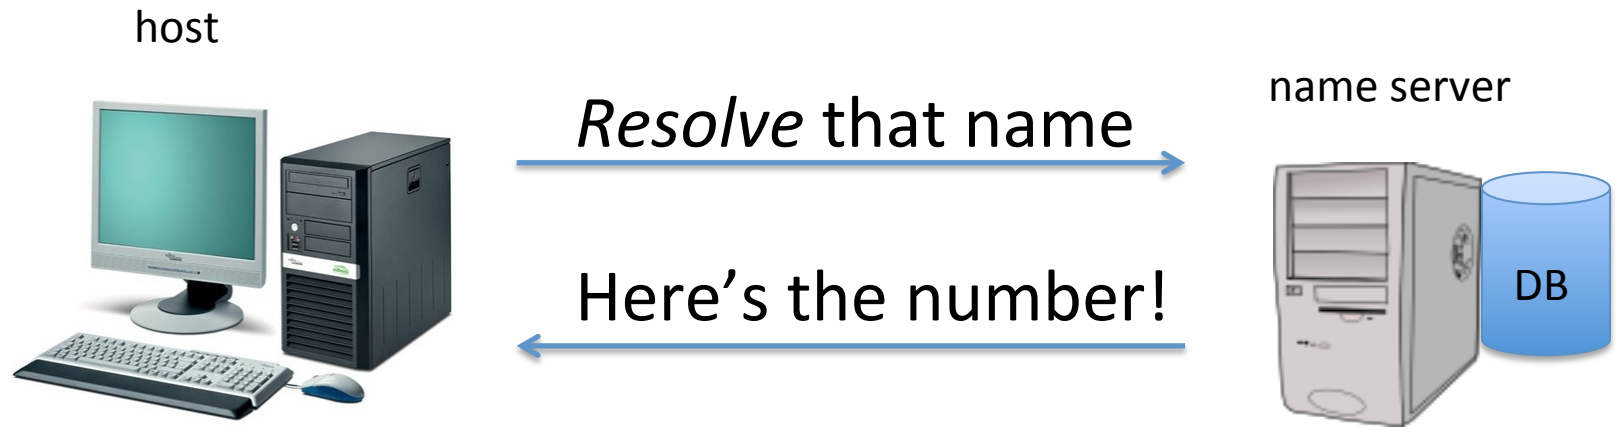 host
name server
Resolve that name
Here’s the number!
DB